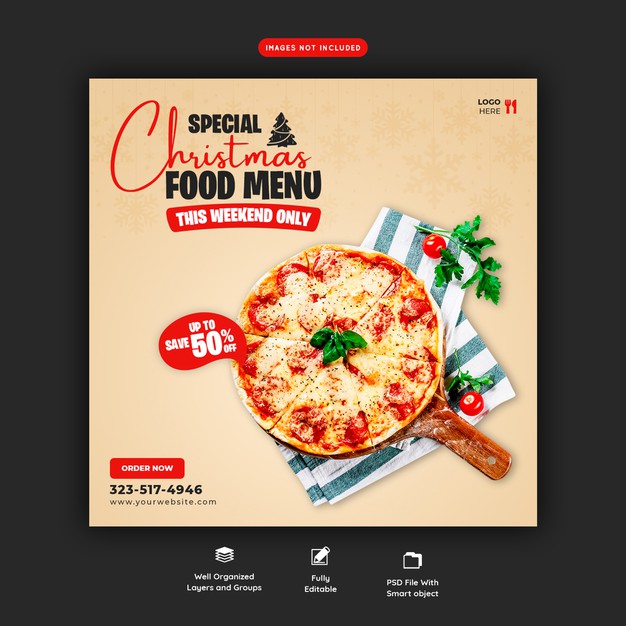 IMAGES NOT INCLUDED
LOGO
HERE
SPECIAL
Christmas
FOOD MENU
THIS WEEKEND ONLY
UP TO
SAVE 50% OFF
ORDER NOW
323-517-4946
www.yourwebsite.com
Well Organized
Layers and Groups
Fully
Editable
PSD File With
Smart object